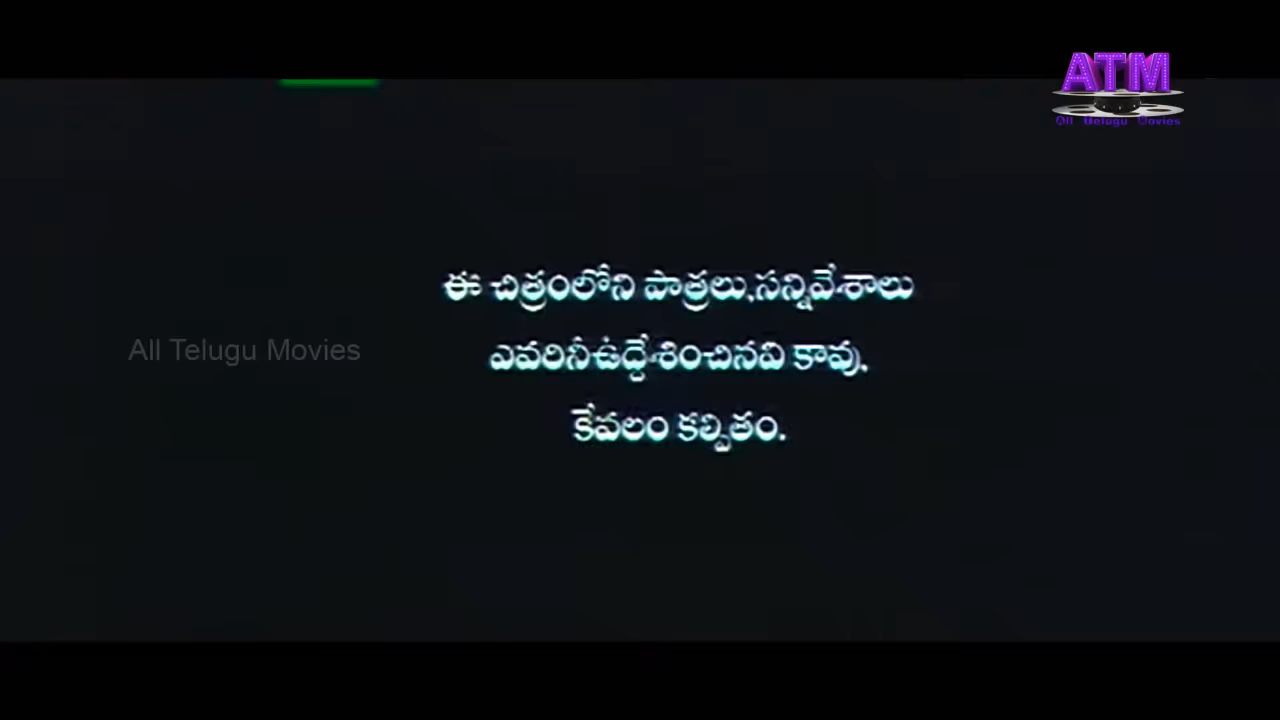 ATM
All Telugu Movies
ఈ చిత్రంలోని పాత్రలు,సన్నివేశాలు
All Telugu Movies
ఎవరినీఉద్దేశించినవి కావు,
కేవలం కల్పితం.